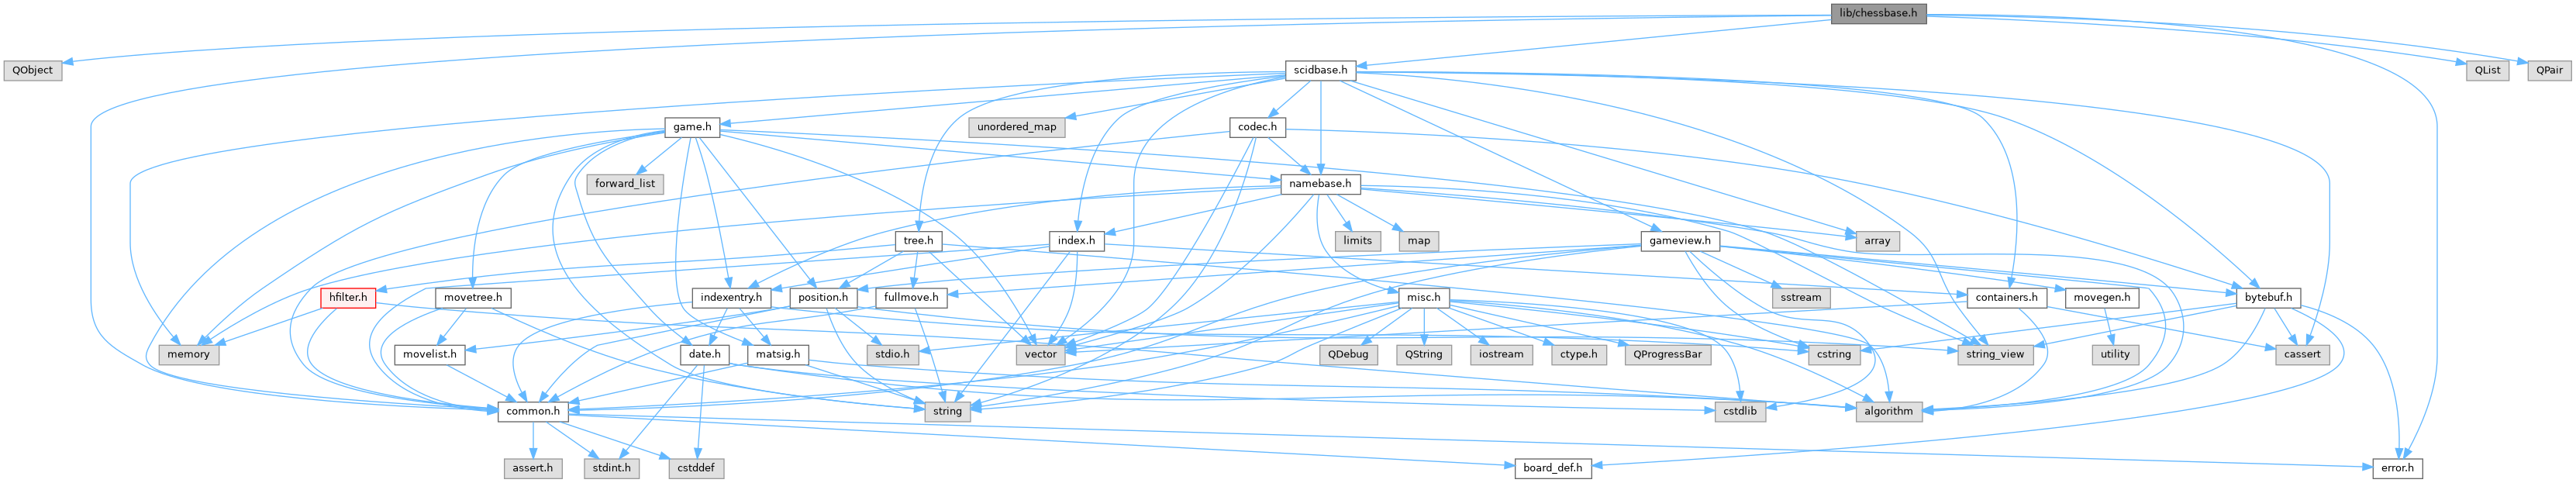 lib/chessbase.h
QObject
scidbase.h
QList
QPair
game.h
unordered_map
codec.h
forward_list
namebase.h
tree.h
index.h
limits
map
gameview.h
array
hfilter.h
movetree.h
indexentry.h
position.h
fullmove.h
misc.h
sstream
containers.h
movegen.h
bytebuf.h
memory
movelist.h
date.h
matsig.h
stdio.h
vector
QDebug
QString
iostream
ctype.h
QProgressBar
cstring
string_view
utility
cassert
common.h
string
cstdlib
algorithm
assert.h
stdint.h
cstddef
board_def.h
error.h